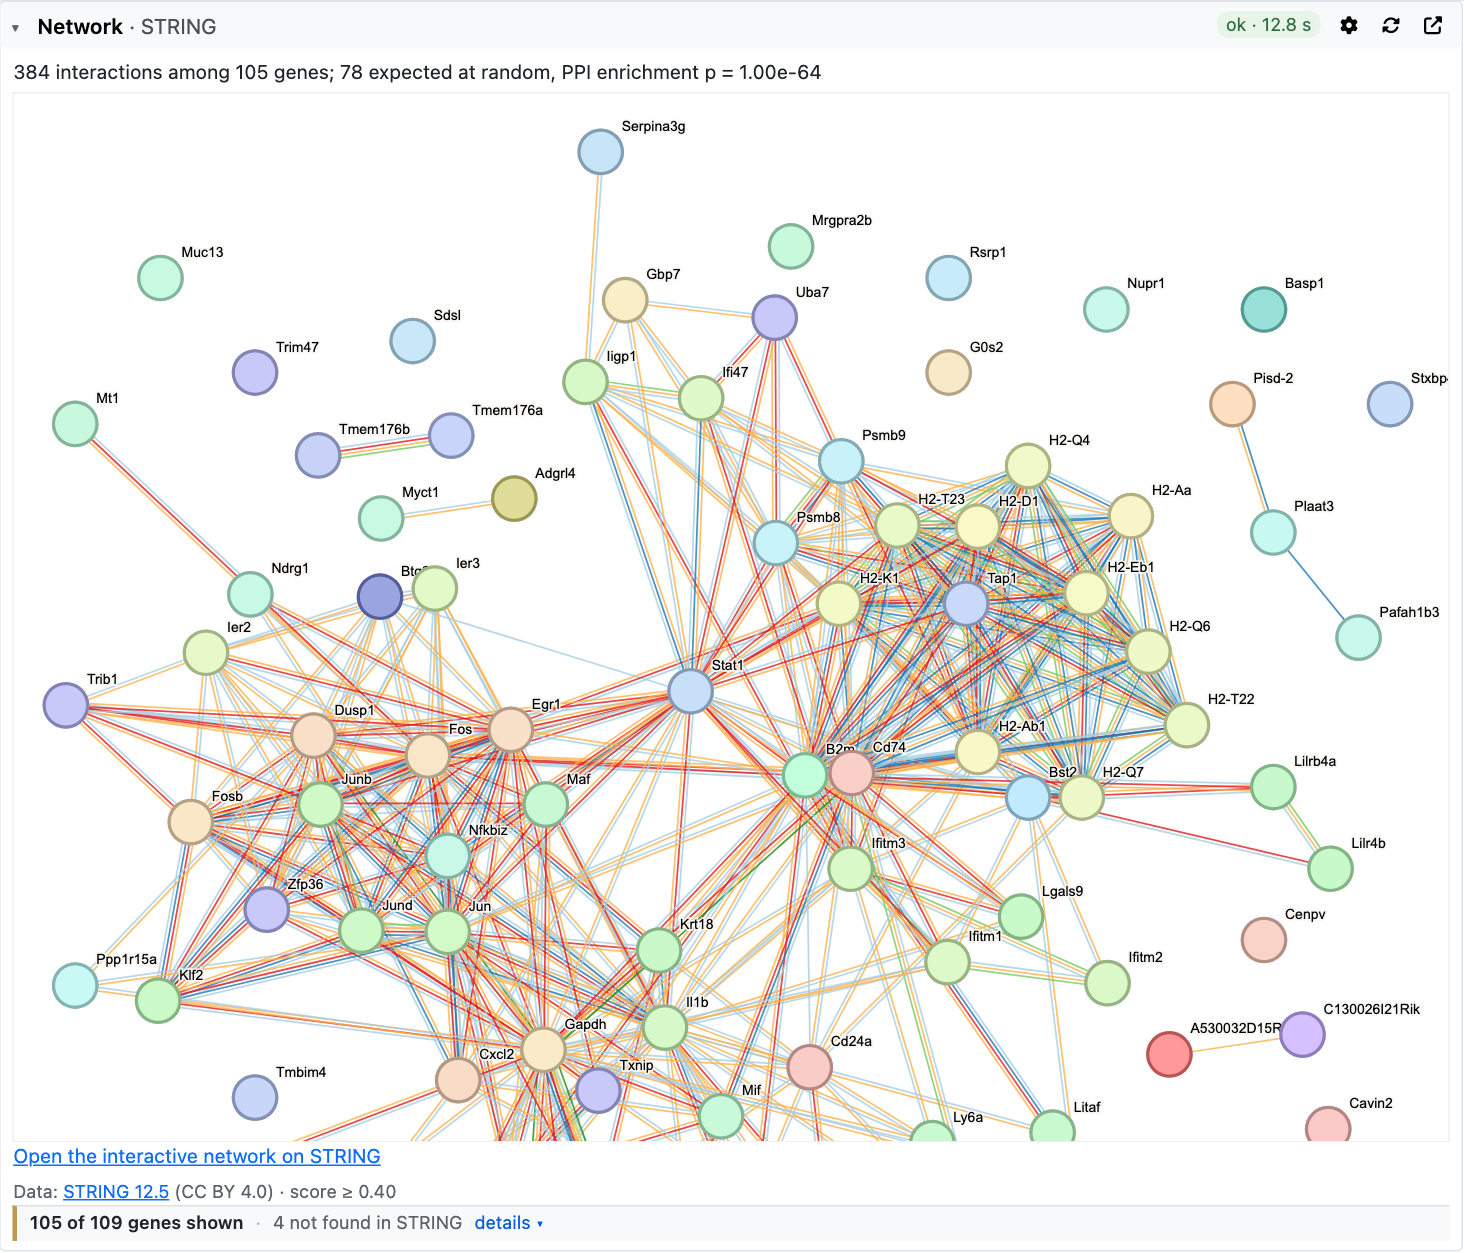 ▾ Network · STRING
ok · 12.8 s
384 interactions among 105 genes; 78 expected at random, PPI enrichment p = 1.00e-64
Serpina3g
Mrgpra2b
Muc13
Rsrp1
Gbp7
Nupr1
Basp1
Uba7
Sdsl
Trim47
G0s2
Iigp1
Ifi47
Pisd-2
Stxbp
Mt1
Tmem176a
Tmem176b
Psmb9
H2-Q4
Adgrl4
Myct1
H2-T23
H2-D1
H2-Aa
Psmb8
Plaat3
Ndrg1
Ier3
H2-K1
Tap1
H2-Eb1
Pafah1b3
Ier2
H2-Q6
Stat1
Trib1
H2-T22
Dusp1
Egr1
Fos
H2-Ab1
B2m
Cd74
Junb
Maf
Bst2
H2-Q7
Lilrb4a
Fosb
Nfkbiz
Ifitm3
Lilr4b
Zfp36
Lgals9
Jund
Jun
Krt18
Cenpv
Ifitm1
Ppp1r15a
Klf2
Ifitm2
Il1b
C130026I21Rik
Gapdh
A530032D15R
Cxcl2
Cd24a
Tmbim4
Txnip
Mif
Ly6a
Litaf
Cavin2
Open the interactive network on STRING
Data: STRING 12.5 (CC BY 4.0) · score ≥ 0.40
105 of 109 genes shown · 4 not found in STRING details ▾